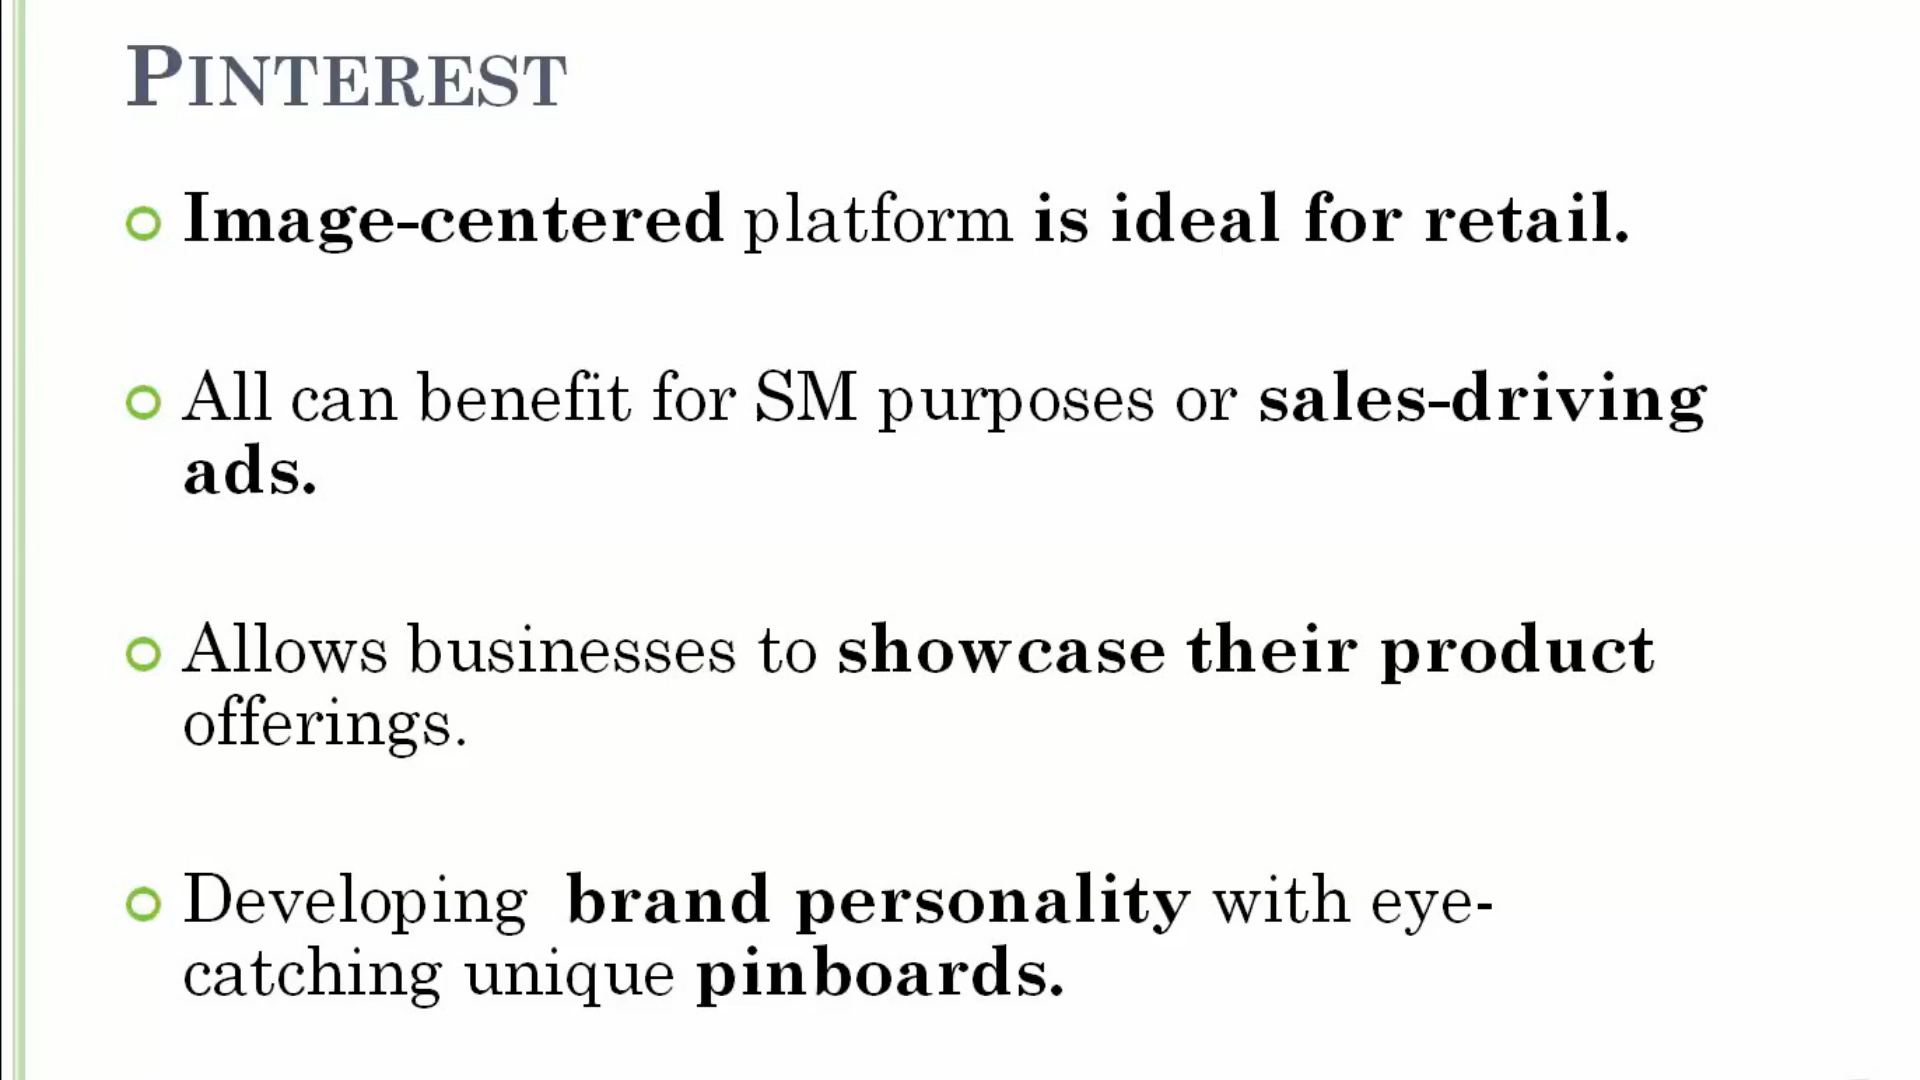 PINTEREST
Image-centered platform is ideal for retail.
All can benefit for SM purposes or sales-driving
ads.
Allows businesses to showcase their product
offerings.
Developing brand personality with eye-
catching unique pinboards.